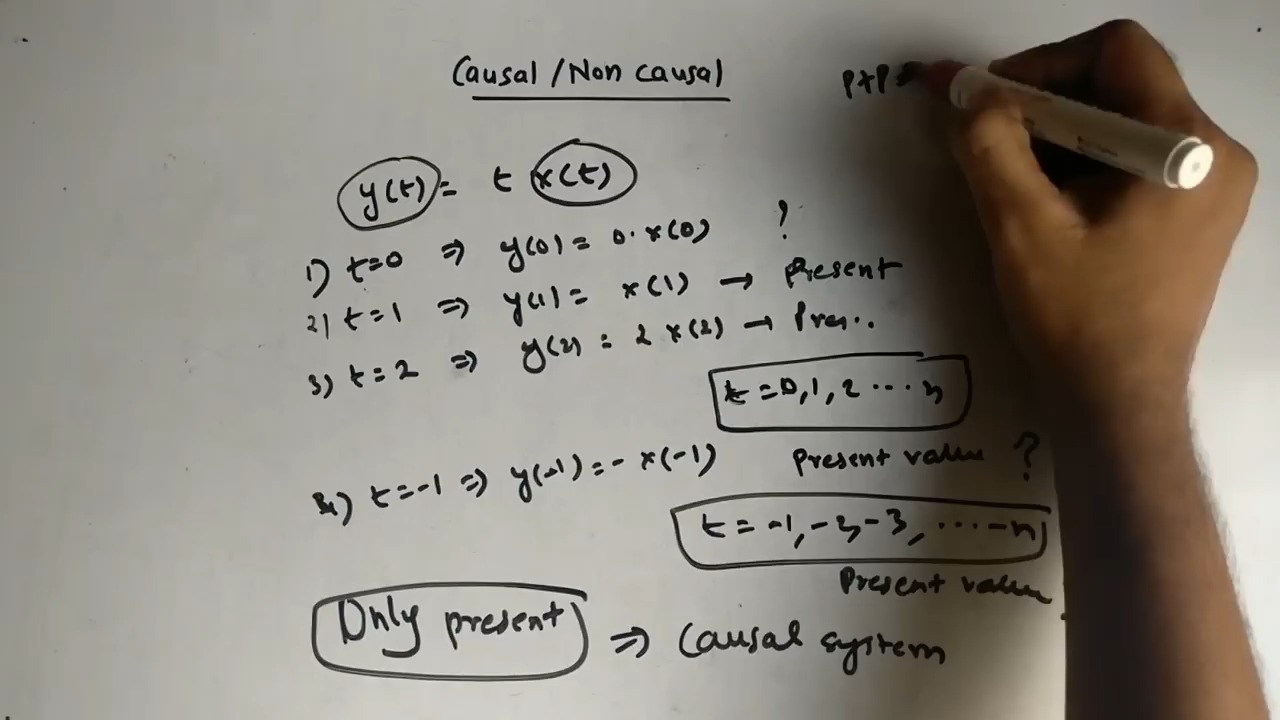 Causal / Non causal
P+P
y(t) = t x(t)
1) t=0 ⇒ y(0) = 0·x(0) ?
2) t=1 ⇒ y(1) = x(1) → Present
3) t=2 ⇒ y(2) = 2 x(2) → Pres..
t = 0, 1, 2 .... n
4) t=-1 ⇒ y(-1) = - x(-1) Present value ?
t = -1, -2, -3, .... -n
Present value
Only present ⇒ Causal system